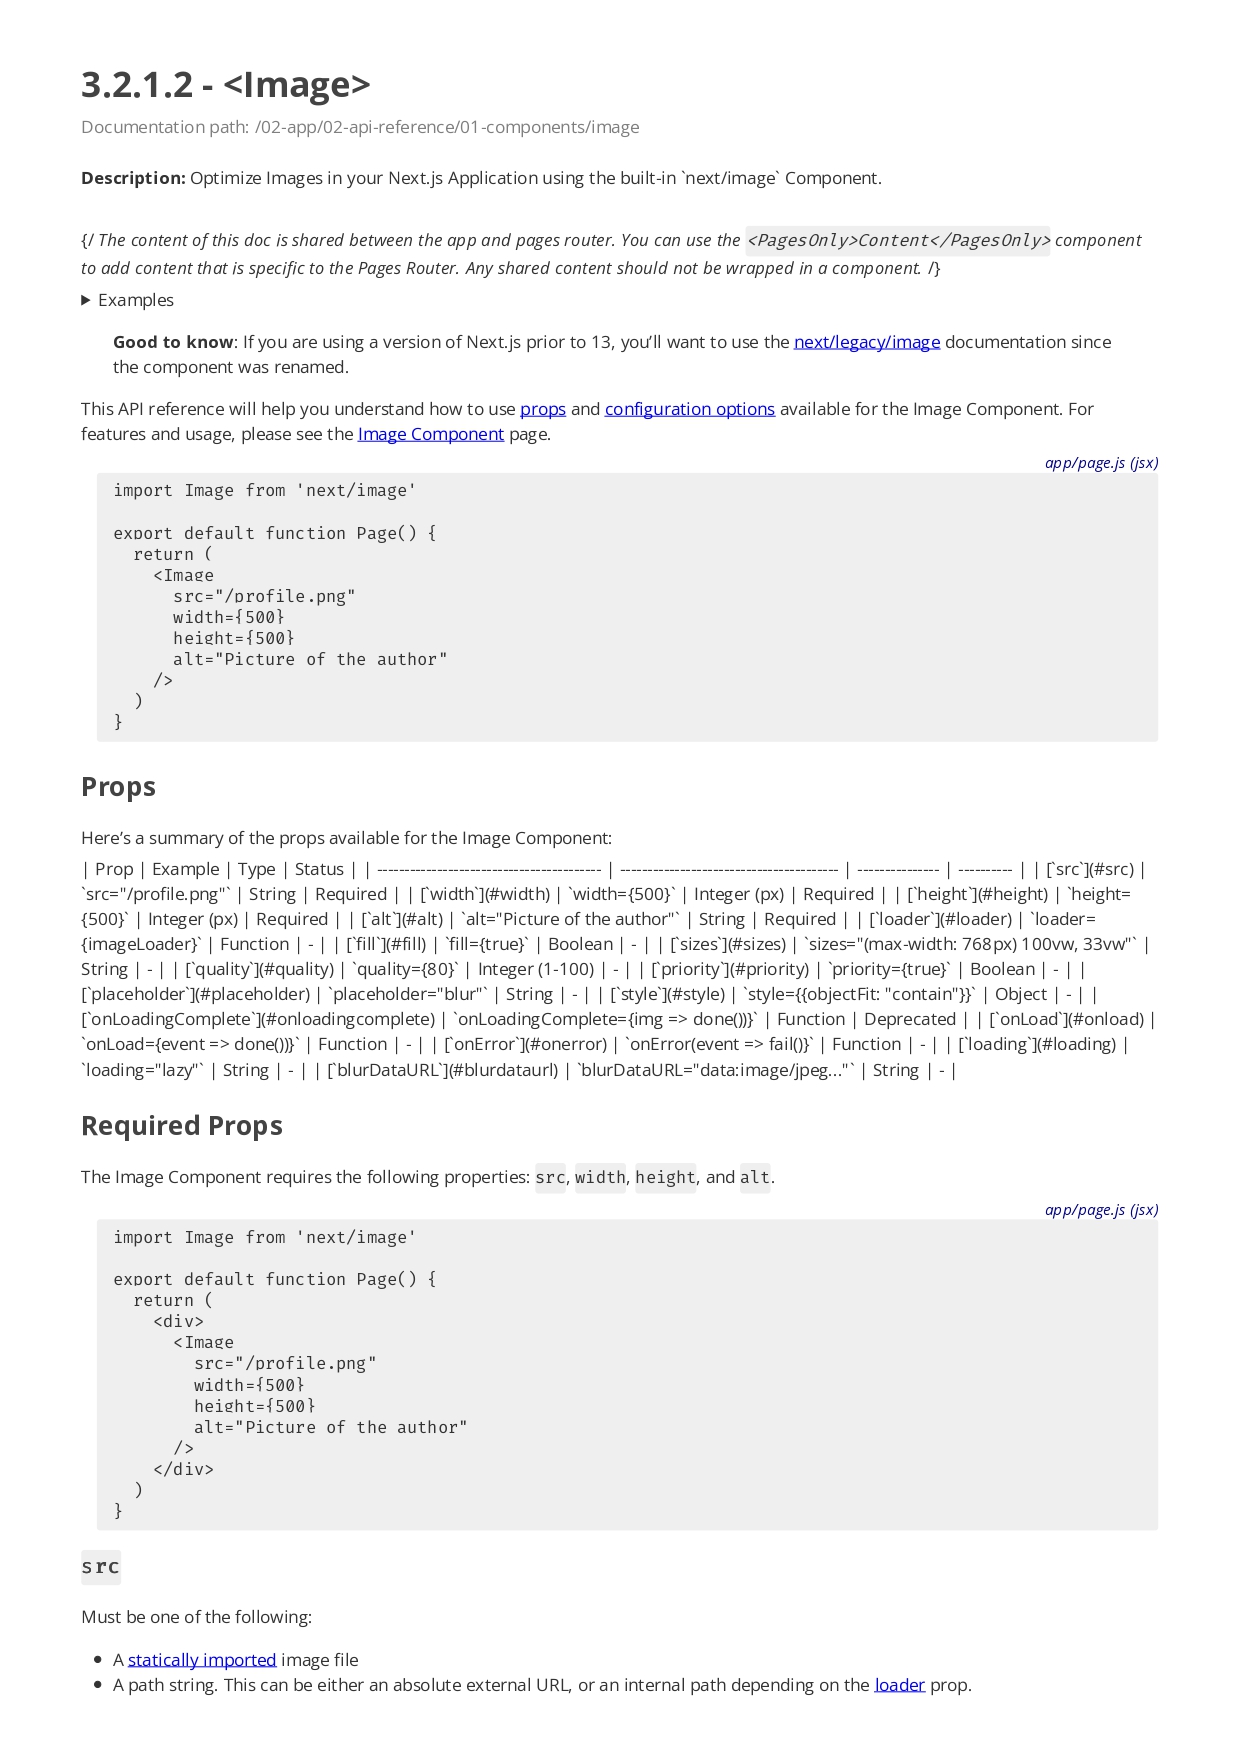 3.2.1.2 - <Image>
Documentation path: /02-app/02-api-reference/01-components/image
Description: Optimize Images in your Next.js Application using the built-in `next/image` Component.
{/ The content of this doc is shared between the app and pages router. You can use the <PagesOnly>Content</PagesOnly> component
to add content that is specific to the Pages Router. Any shared content should not be wrapped in a component. /}
▶ Examples
Good to know: If you are using a version of Next.js prior to 13, you’ll want to use the next/legacy/image documentation since
the component was renamed.
This API reference will help you understand how to use props and configuration options available for the Image Component. For
features and usage, please see the Image Component page.
app/page.js (jsx)
import Image from 'next/image'

export default function Page() {
  return (
    <Image
      src="/profile.png"
      width={500}
      height={500}
      alt="Picture of the author"
    />
  )
}
Props
Here’s a summary of the props available for the Image Component:
| Prop | Example | Type | Status | | ----------------------------------------- | ---------------------------------------- | --------------- | ---------- | | [`src`](#src) |
`src="/profile.png"` | String | Required | | [`width`](#width) | `width={500}` | Integer (px) | Required | | [`height`](#height) | `height=
{500}` | Integer (px) | Required | | [`alt`](#alt) | `alt="Picture of the author"` | String | Required | | [`loader`](#loader) | `loader=
{imageLoader}` | Function | - | | [`fill`](#fill) | `fill={true}` | Boolean | - | | [`sizes`](#sizes) | `sizes="(max-width: 768px) 100vw, 33vw"` |
String | - | | [`quality`](#quality) | `quality={80}` | Integer (1-100) | - | | [`priority`](#priority) | `priority={true}` | Boolean | - | |
[`placeholder`](#placeholder) | `placeholder="blur"` | String | - | | [`style`](#style) | `style={{objectFit: "contain"}}` | Object | - | |
[`onLoadingComplete`](#onloadingcomplete) | `onLoadingComplete={img => done())}` | Function | Deprecated | | [`onLoad`](#onload) |
`onLoad={event => done())}` | Function | - | | [`onError`](#onerror) | `onError(event => fail()}` | Function | - | | [`loading`](#loading) |
`loading="lazy"` | String | - | | [`blurDataURL`](#blurdataurl) | `blurDataURL="data:image/jpeg..."` | String | - |
Required Props
The Image Component requires the following properties: src, width, height, and alt.
app/page.js (jsx)
import Image from 'next/image'

export default function Page() {
  return (
    <div>
      <Image
        src="/profile.png"
        width={500}
        height={500}
        alt="Picture of the author"
      />
    </div>
  )
}
src
Must be one of the following:
• A statically imported image file
• A path string. This can be either an absolute external URL, or an internal path depending on the loader prop.